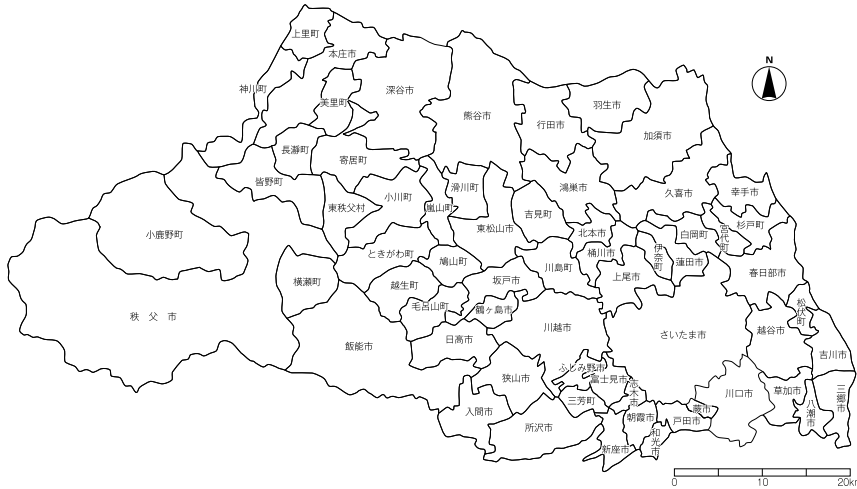 上里町
本庄市
神川町
美里町
深谷市
熊谷市
行田市
羽生市
加須市
N
長瀞町
寄居町
皆野町
東秩父村
小川町
嵐山町
滑川町
東松山市
吉見町
鴻巣市
北本市
久喜市
幸手市
杉戸町
宮代町
白岡町
小鹿野町
ときがわ町
鳩山町
桶川市
伊奈町
蓮田市
上尾市
川島町
春日部市
横瀬町
越生町
毛呂山町
坂戸市
鶴ヶ島市
秩父市
飯能市
日高市
川越市
さいたま市
越谷市
松伏町
吉川市
ふじみ野市
富士見市
狭山市
入間市
所沢市
三芳町
志木市
朝霞市
新座市
和光市
戸田市
蕨市
川口市
草加市
八潮市
三郷市
0
10
20kr